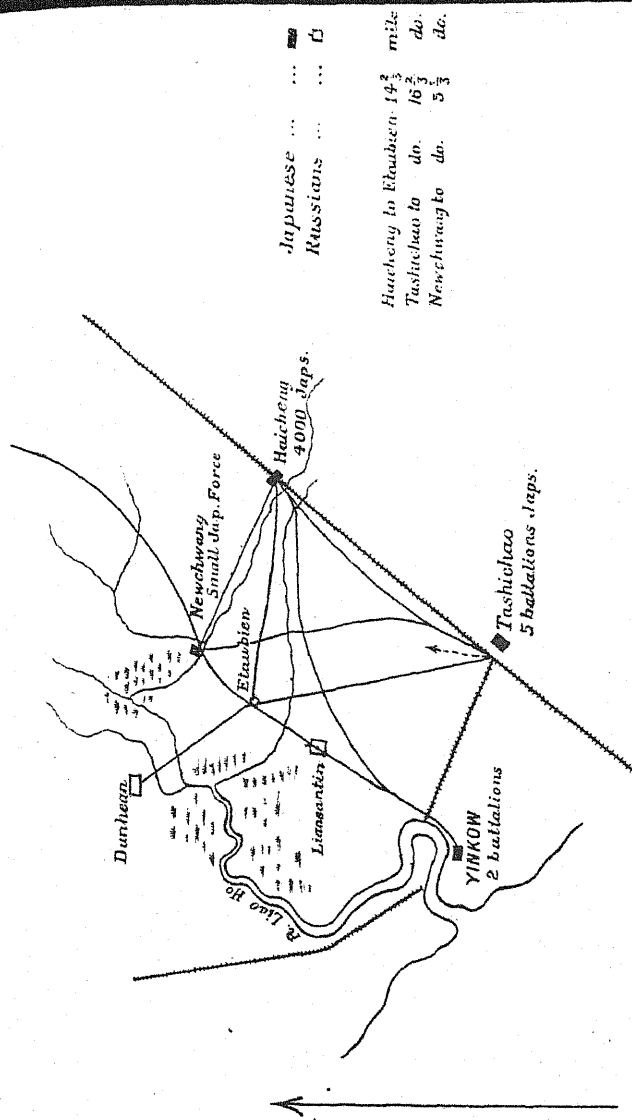 Japanese ... ...
Russians ... ...
Haicheng to Etaubien 14⅔ mile
Tashichao to do. 16⅔ do.
Newchwang to do. 5⅓ do.
Newchwang
Small Jap. Force
Haicheng
4000 Japs.
Etaubien
Dunhean
Liansantin
R. Liao Ho
Tashichao
5 battalions Japs.
YINKOW
2 battalions